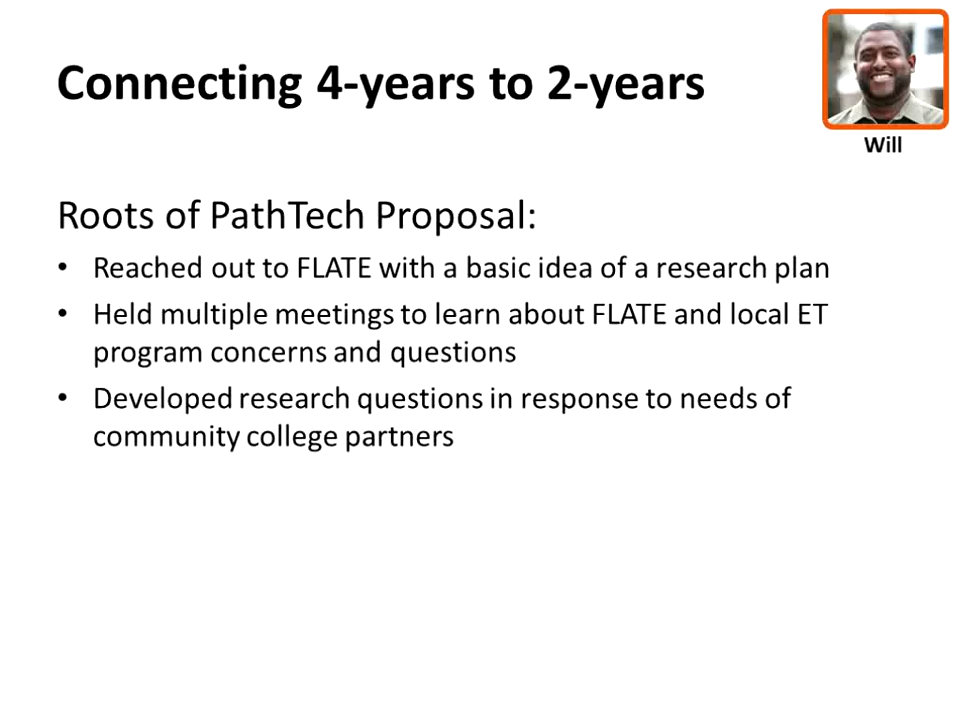 Connecting 4-years to 2-years
Will
Roots of PathTech Proposal:
• Reached out to FLATE with a basic idea of a research plan
• Held multiple meetings to learn about FLATE and local ET
program concerns and questions
• Developed research questions in response to needs of
community college partners